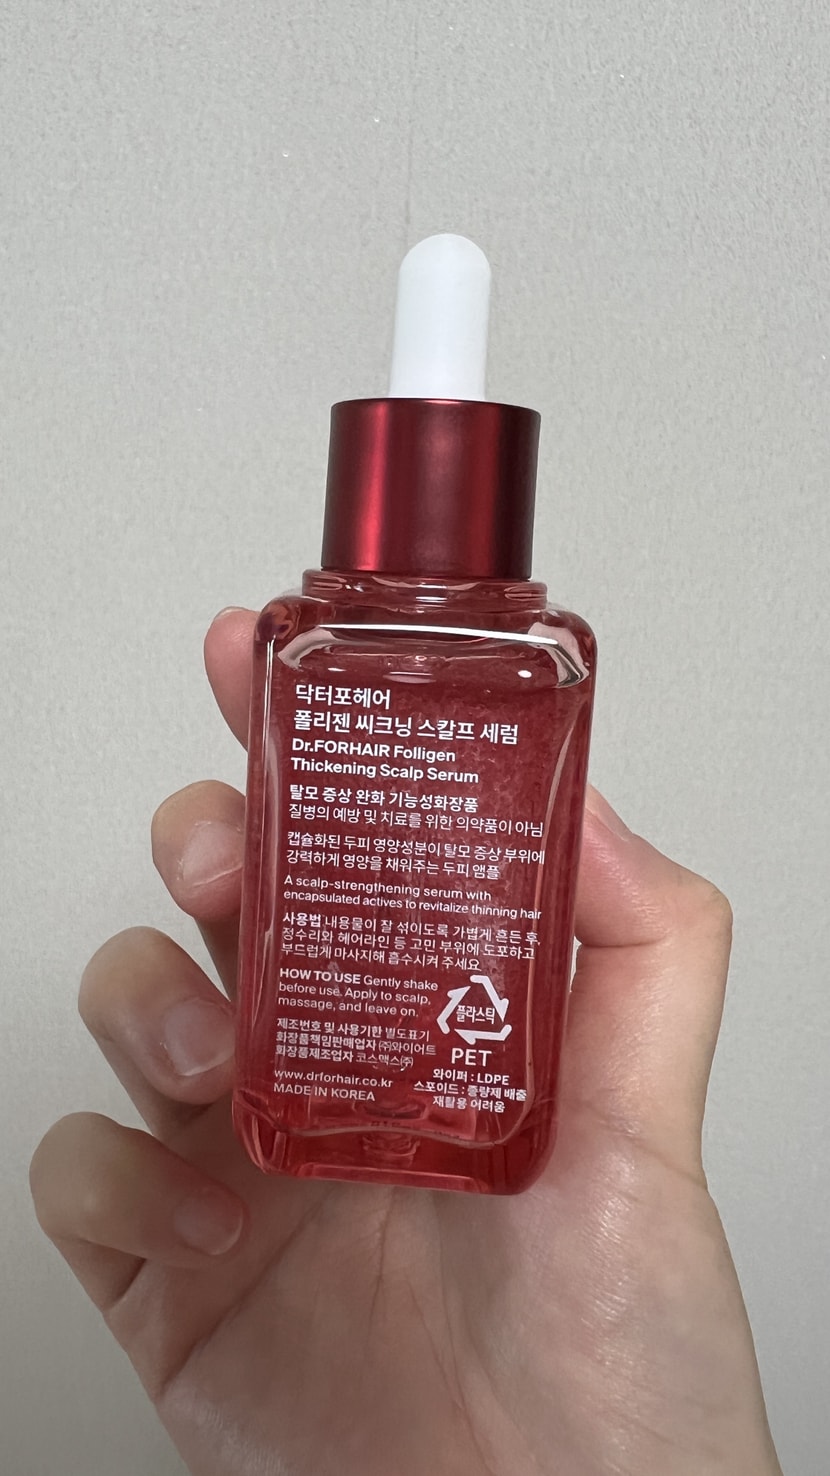 닥터포헤어
폴리젠 씨크닝 스칼프 세럼
Dr.FORHAIR Folligen
Thickening Scalp Serum
탈모 증상 완화 기능성화장품
질병의 예방 및 치료를 위한 의약품이 아님
캡슐화된 두피 영양성분이 탈모 증상 부위에
강력하게 영양을 채워주는 두피 앰플
A scalp-strengthening serum with
encapsulated actives to revitalize thinning hair
사용법 내용물이 잘 섞이도록 가볍게 흔든 후,
정수리와 헤어라인 등 고민 부위에 도포하고
부드럽게 마사지해 흡수시켜 주세요.
HOW TO USE Gently shake
before use. Apply to scalp,
massage, and leave on.
제조번호 및 사용기한 별도표기
화장품책임판매업자 ㈜와이어트
화장품제조업자 코스맥스㈜
www.drforhair.co.kr
MADE IN KOREA
플라스틱
PET
와이퍼 : LDPE
스포이드 : 종량제 배출
재활용 어려움